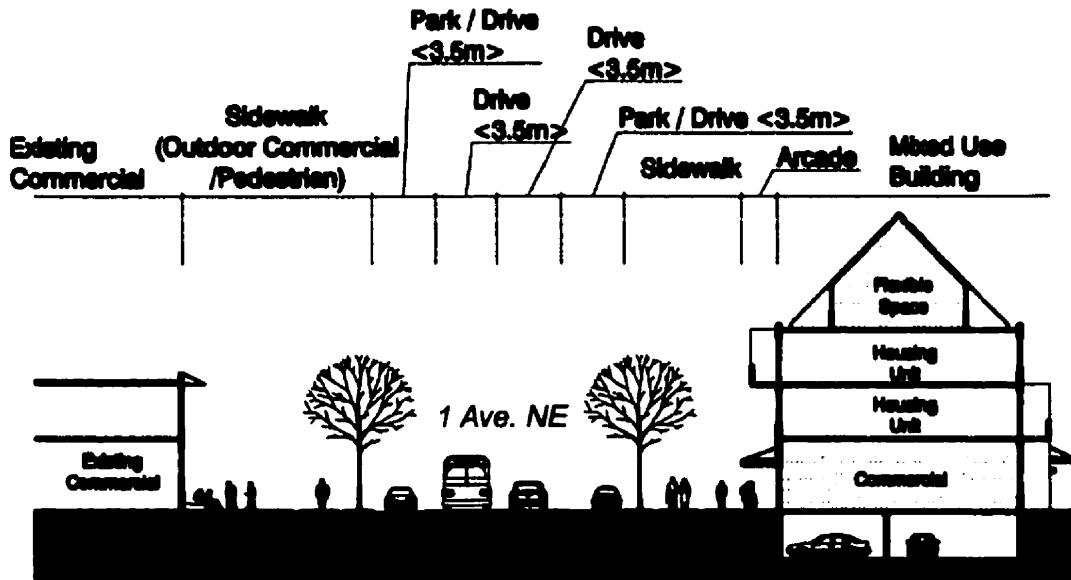 Park / Drive
<3.5m>
Drive
<3.5m>
Drive
<3.5m>
Park / Drive <3.5m>
Existing
Commercial
Sidewalk
(Outdoor Commercial
/Pedestrian)
Sidewalk
Arcade
Mixed Use
Building
Flexible
Space
Housing
Unit
Housing
Unit
Commercial
1 Ave. NE
Existing
Commercial